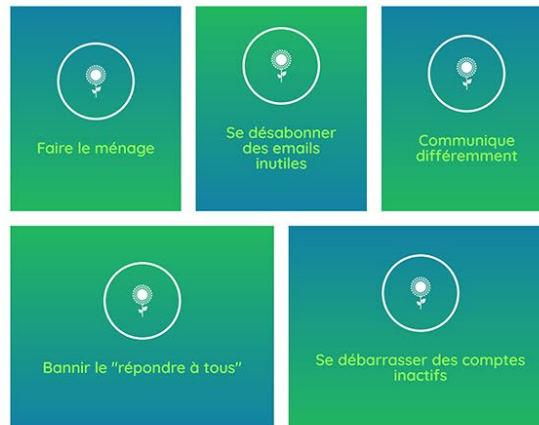 Faire le ménage
Se désabonner
des emails
inutiles
Communique
différemment
Bannir le "répondre à tous"
Se débarrasser des comptes
inactifs